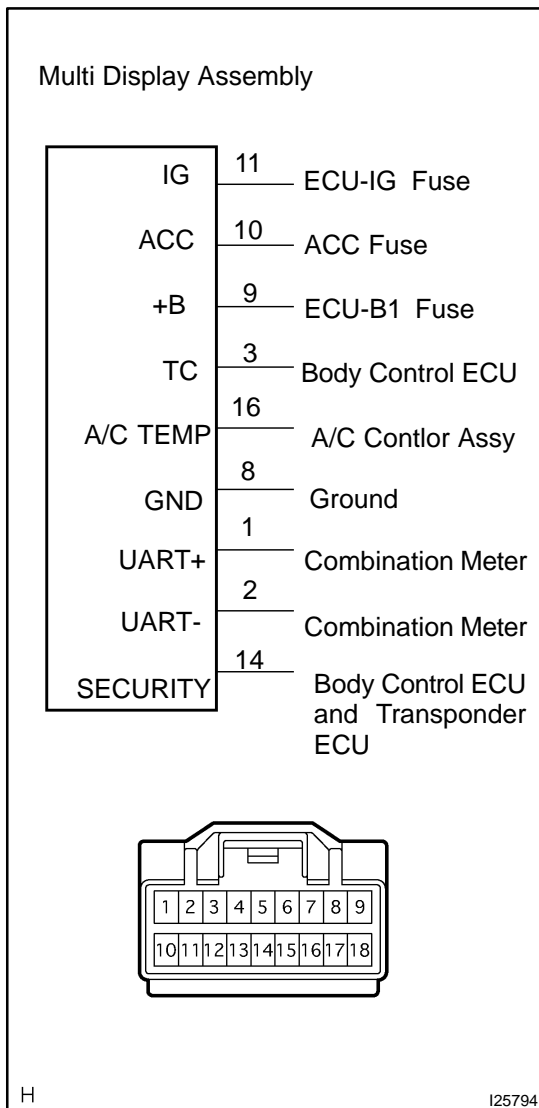 Multi Display Assembly
IG 11 ECU-IG Fuse
ACC 10 ACC Fuse
+B 9 ECU-B1 Fuse
TC 3 Body Control ECU
A/C TEMP 16 A/C Contlor Assy
GND 8 Ground
UART+ 1 Combination Meter
UART- 2 Combination Meter
SECURITY 14 Body Control ECU
and Transponder
ECU
1 2 3 4 5 6 7 8 9
10 11 12 13 14 15 16 17 18
H I25794